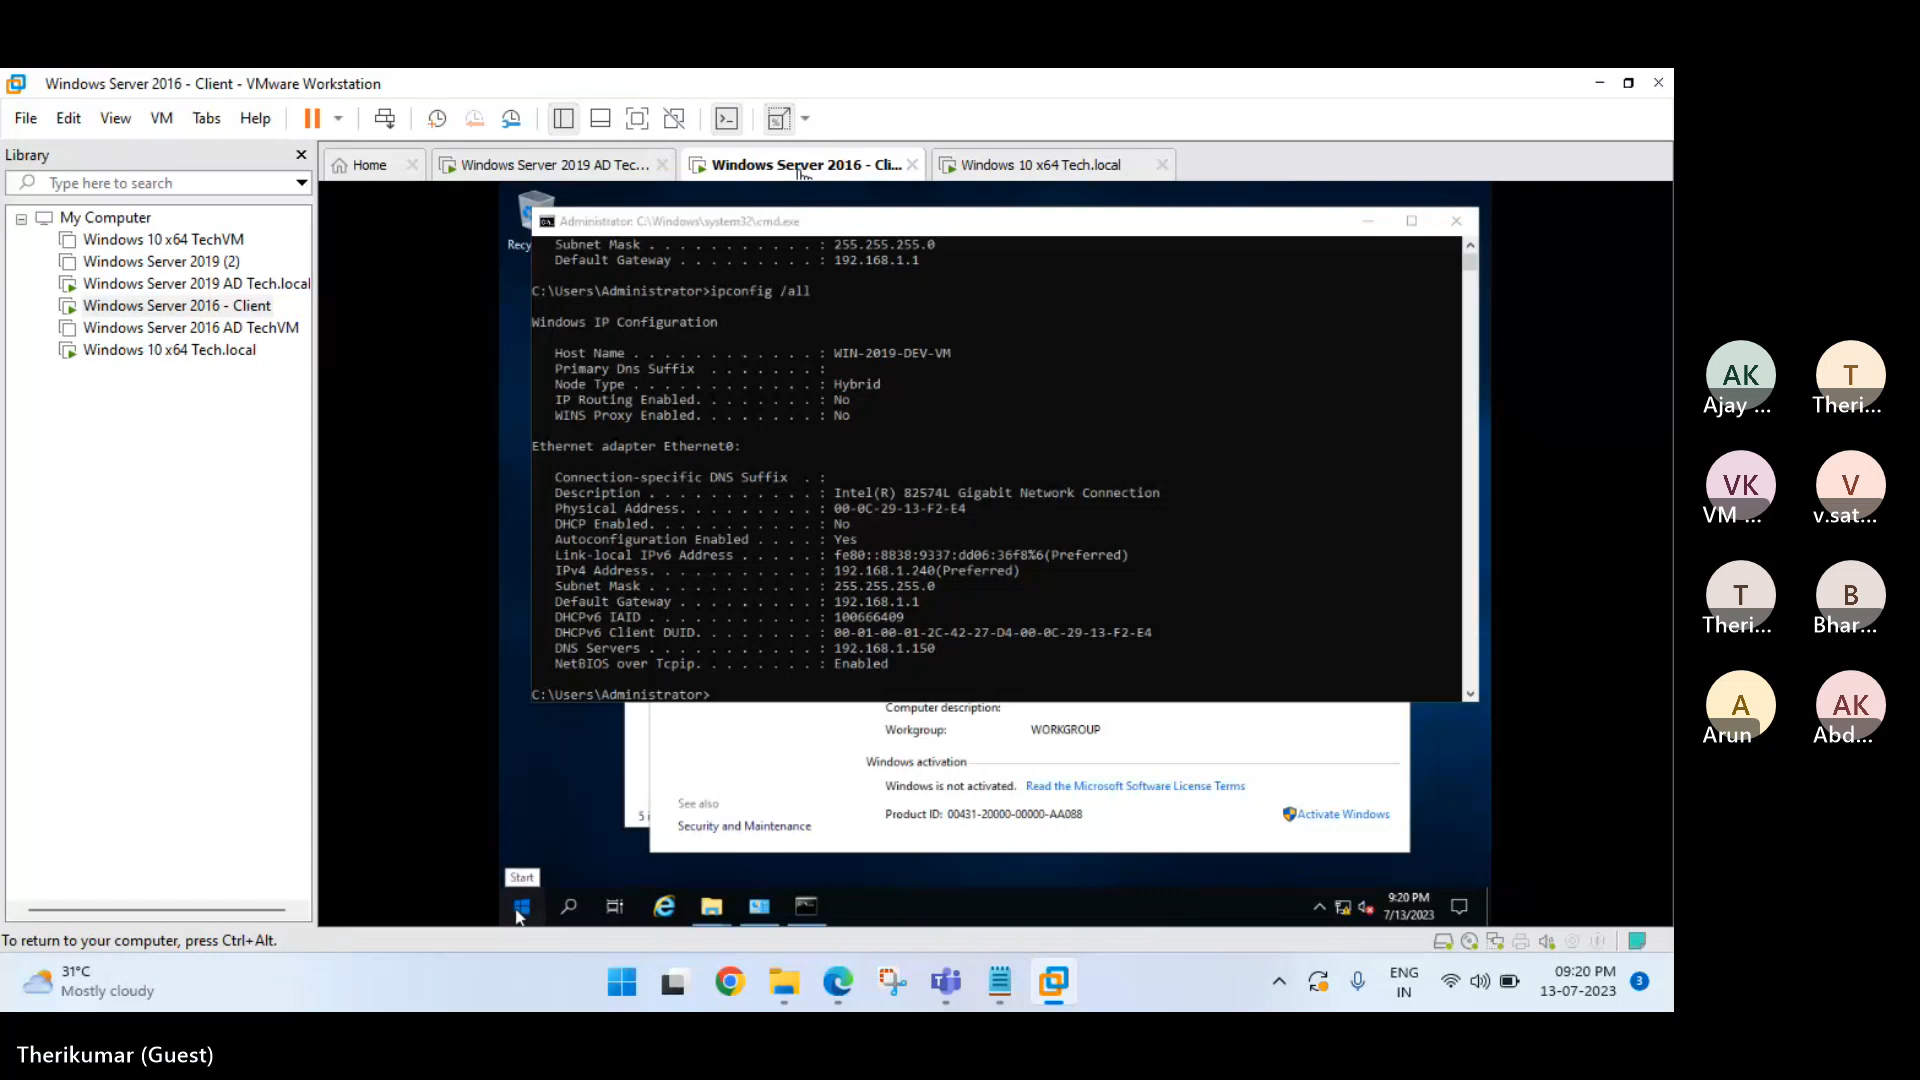 Windows Server 2016 - Client - VMware Workstation
File Edit View VM Tabs Help
Library
Type here to search
My Computer
Windows 10 x64 TechVM
Windows Server 2019 (2)
Windows Server 2019 AD Tech.local
Windows Server 2016 - Client
Windows Server 2016 AD TechVM
Windows 10 x64 Tech.local
Home
Windows Server 2019 AD Tec...
Windows Server 2016 - Cli...
Windows 10 x64 Tech.local
Recy
Administrator: C:\Windows\system32\cmd.exe
Subnet Mask . . . . . . . . . . . : 255.255.255.0
Default Gateway . . . . . . . . . : 192.168.1.1
C:\Users\Administrator>ipconfig /all
Windows IP Configuration
Host Name . . . . . . . . . . . . : WIN-2019-DEV-VM
Primary Dns Suffix . . . . . . . :
Node Type . . . . . . . . . . . . : Hybrid
IP Routing Enabled. . . . . . . . : No
WINS Proxy Enabled. . . . . . . . : No
Ethernet adapter Ethernet0:
Connection-specific DNS Suffix . :
Description . . . . . . . . . . . : Intel(R) 82574L Gigabit Network Connection
Physical Address. . . . . . . . . : 00-0C-29-13-F2-E4
DHCP Enabled. . . . . . . . . . . : No
Autoconfiguration Enabled . . . . : Yes
Link-local IPv6 Address . . . . . : fe80::8838:9337:dd06:36f8%6(Preferred)
IPv4 Address. . . . . . . . . . . : 192.168.1.240(Preferred)
Subnet Mask . . . . . . . . . . . : 255.255.255.0
Default Gateway . . . . . . . . . : 192.168.1.1
DHCPv6 IAID . . . . . . . . . . . : 100666409
DHCPv6 Client DUID. . . . . . . . : 00-01-00-01-2C-42-27-D4-00-0C-29-13-F2-E4
DNS Servers . . . . . . . . . . . : 192.168.1.150
NetBIOS over Tcpip. . . . . . . . : Enabled
C:\Users\Administrator>
Computer description:
Workgroup: WORKGROUP
Windows activation
Windows is not activated. Read the Microsoft Software License Terms
See also
Product ID: 00431-20000-00000-AA088
Activate Windows
5 i
Security and Maintenance
Start
9:20 PM
7/13/2023
To return to your computer, press Ctrl+Alt.
31°C
Mostly cloudy
ENG
IN
09:20 PM
13-07-2023
3
AK
Ajay ...
T
Theri...
VK
VM ...
V
v.sat...
T
Theri...
B
Bhar...
A
Arun
AK
Abd...
Therikumar (Guest)